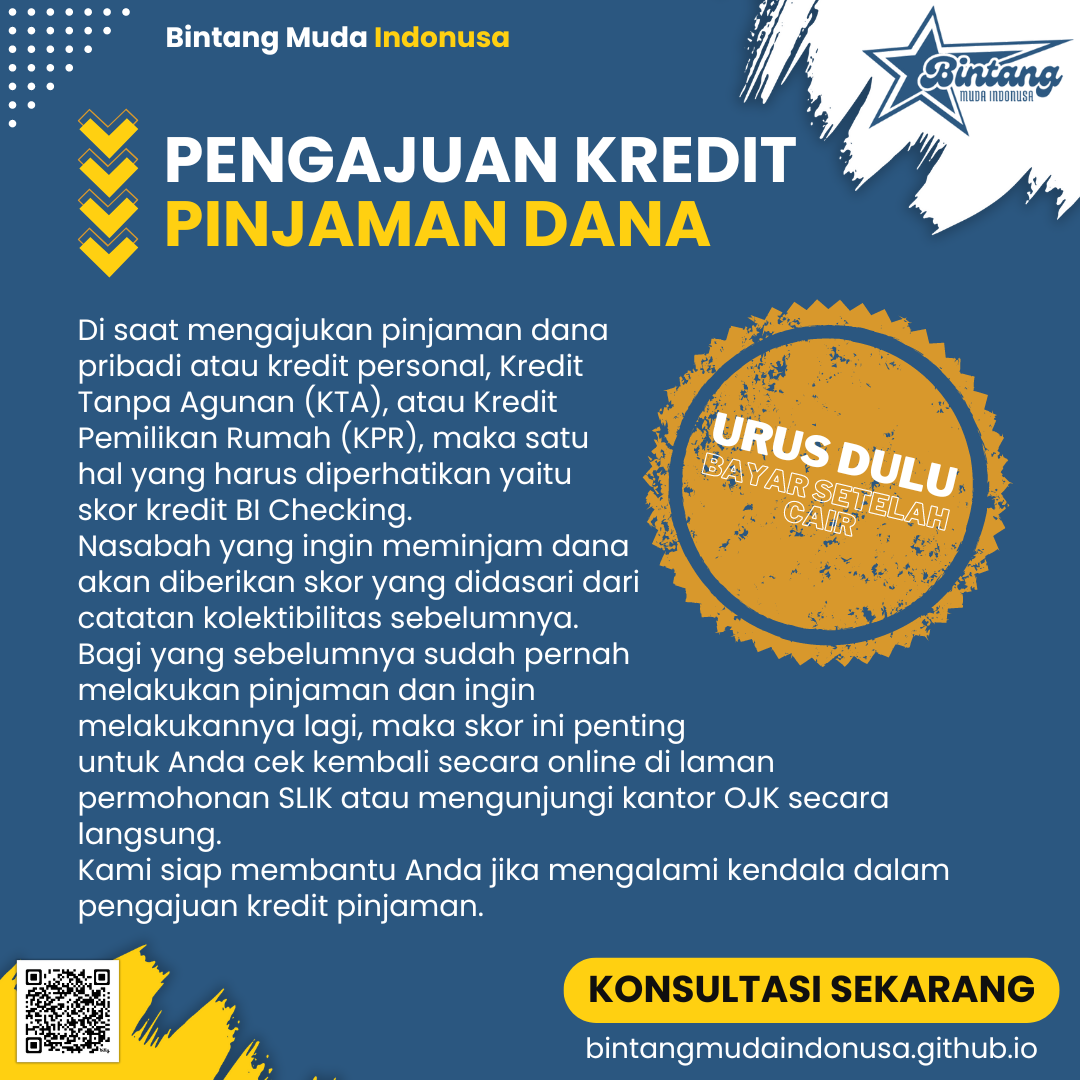 Bintang Muda Indonusa
Bintang
MUDA INDONUSA
PENGAJUAN KREDIT
PINJAMAN DANA
Di saat mengajukan pinjaman dana
pribadi atau kredit personal, Kredit
Tanpa Agunan (KTA), atau Kredit
Pemilikan Rumah (KPR), maka satu
hal yang harus diperhatikan yaitu
skor kredit BI Checking.
Nasabah yang ingin meminjam dana
akan diberikan skor yang didasari dari
catatan kolektibilitas sebelumnya.
Bagi yang sebelumnya sudah pernah
melakukan pinjaman dan ingin
melakukannya lagi, maka skor ini penting
untuk Anda cek kembali secara online di laman
permohonan SLIK atau mengunjungi kantor OJK secara
langsung.
Kami siap membantu Anda jika mengalami kendala dalam
pengajuan kredit pinjaman.
URUS DULU
BAYAR SETELAH
CAIR
KONSULTASI SEKARANG
bintangmudaindonusa.github.io